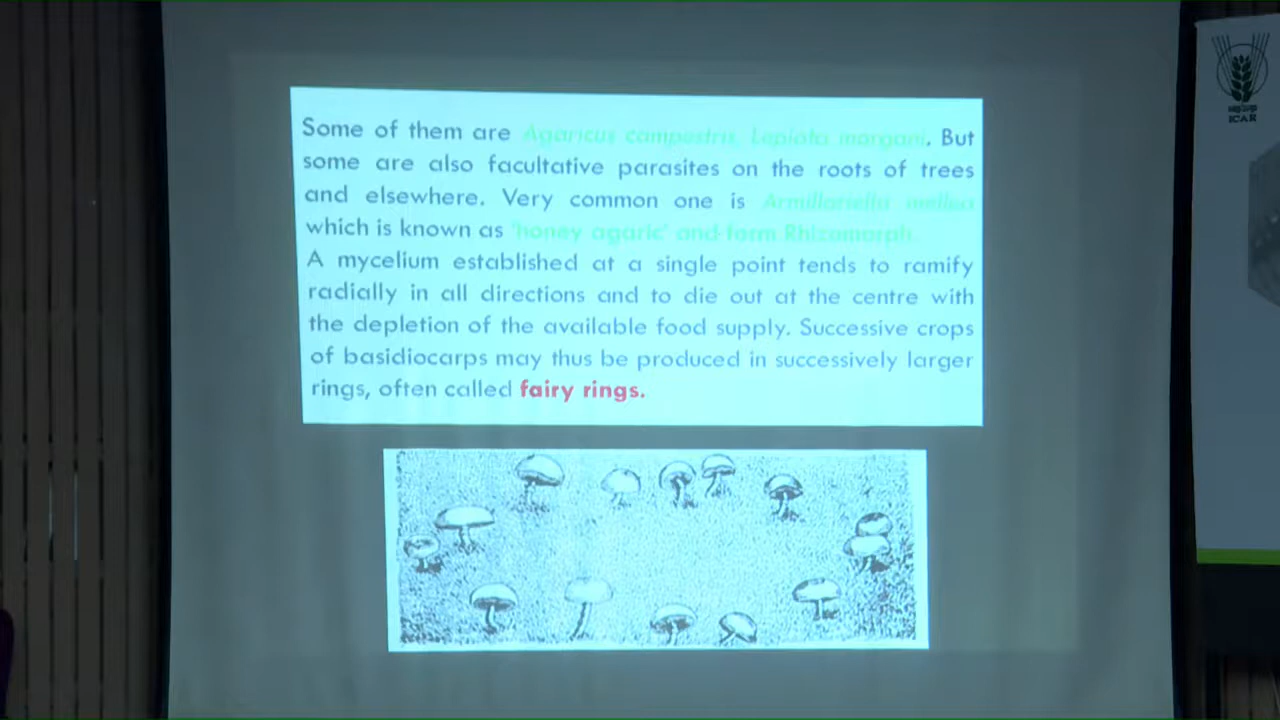 Some of them are Agaricus campestris, Lepiota morgani. But
some are also facultative parasites on the roots of trees
and elsewhere. Very common one is Armillariella mellea
which is known as 'honey agaric' and form Rhizomorph.
A mycelium established at a single point tends to ramify
radially in all directions and to die out at the centre with
the depletion of the available food supply. Successive crops
of basidiocarps may thus be produced in successively larger
rings, often called fairy rings.
ICAR